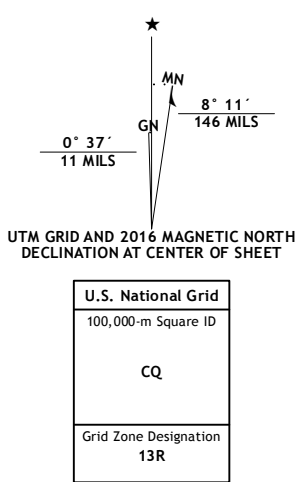 ★
MN
GN
8° 11´
146 MILS
0° 37´
11 MILS
UTM GRID AND 2016 MAGNETIC NORTH
DECLINATION AT CENTER OF SHEET
U.S. National Grid
100,000-m Square ID
CQ
Grid Zone Designation
13R